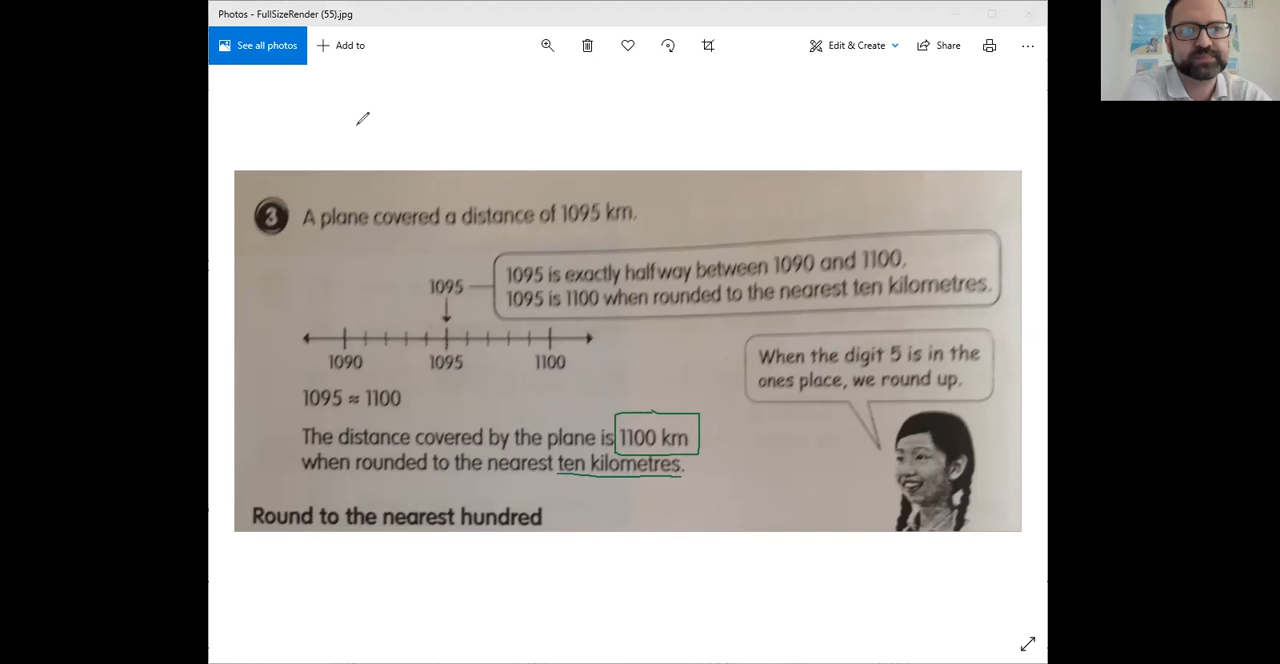 Photos - FullSizeRender (55).jpg
See all photos
Add to
Edit & Create
Share
3 A plane covered a distance of 1095 km.
1095
1095 is exactly halfway between 1090 and 1100.
1095 is 1100 when rounded to the nearest ten kilometres.
1090 1095 1100
1095 ≈ 1100
When the digit 5 is in the
ones place, we round up.
The distance covered by the plane is 1100 km
when rounded to the nearest ten kilometres.
Round to the nearest hundred